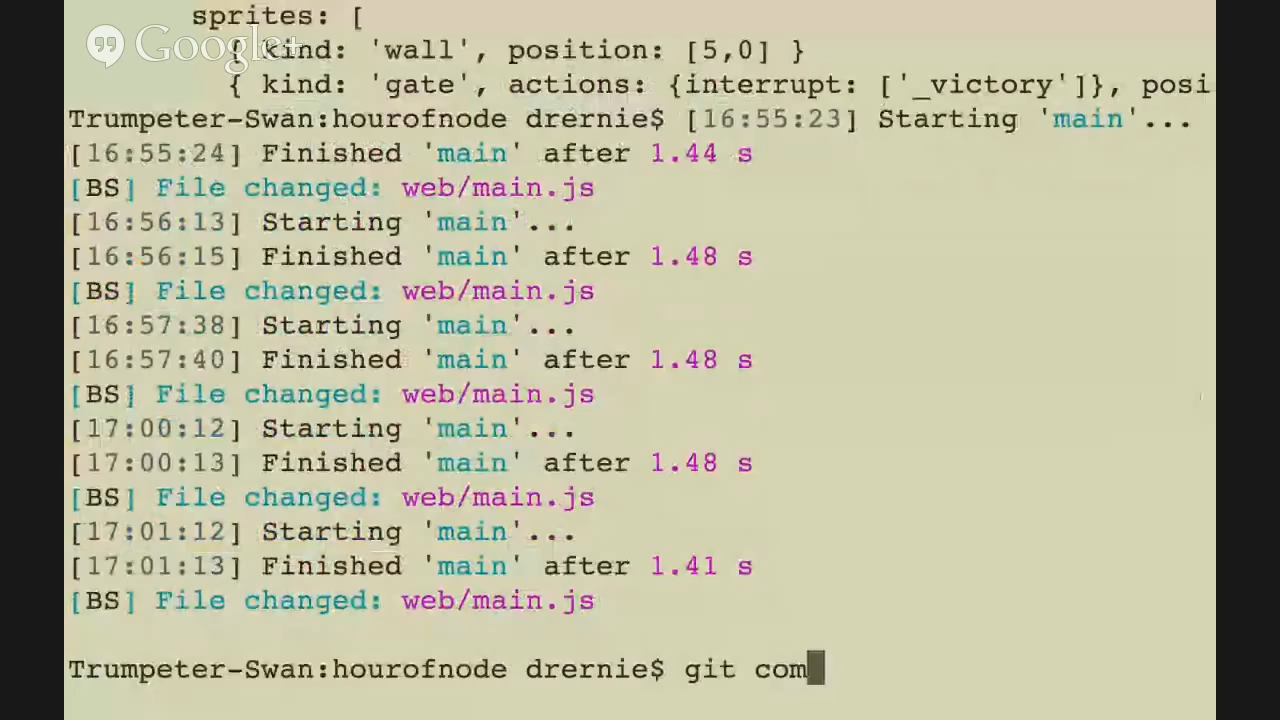 sprites: [
Google+
{ kind: 'wall', position: [5,0] }
{ kind: 'gate', actions: {interrupt: ['_victory']}, posi
Trumpeter-Swan:hourofnode drernie$ [16:55:23] Starting 'main'...
[16:55:24] Finished 'main' after 1.44 s
[BS] File changed: web/main.js
[16:56:13] Starting 'main'...
[16:56:15] Finished 'main' after 1.48 s
[BS] File changed: web/main.js
[16:57:38] Starting 'main'...
[16:57:40] Finished 'main' after 1.48 s
[BS] File changed: web/main.js
[17:00:12] Starting 'main'...
[17:00:13] Finished 'main' after 1.48 s
[BS] File changed: web/main.js
[17:01:12] Starting 'main'...
[17:01:13] Finished 'main' after 1.41 s
[BS] File changed: web/main.js
Trumpeter-Swan:hourofnode drernie$ git com